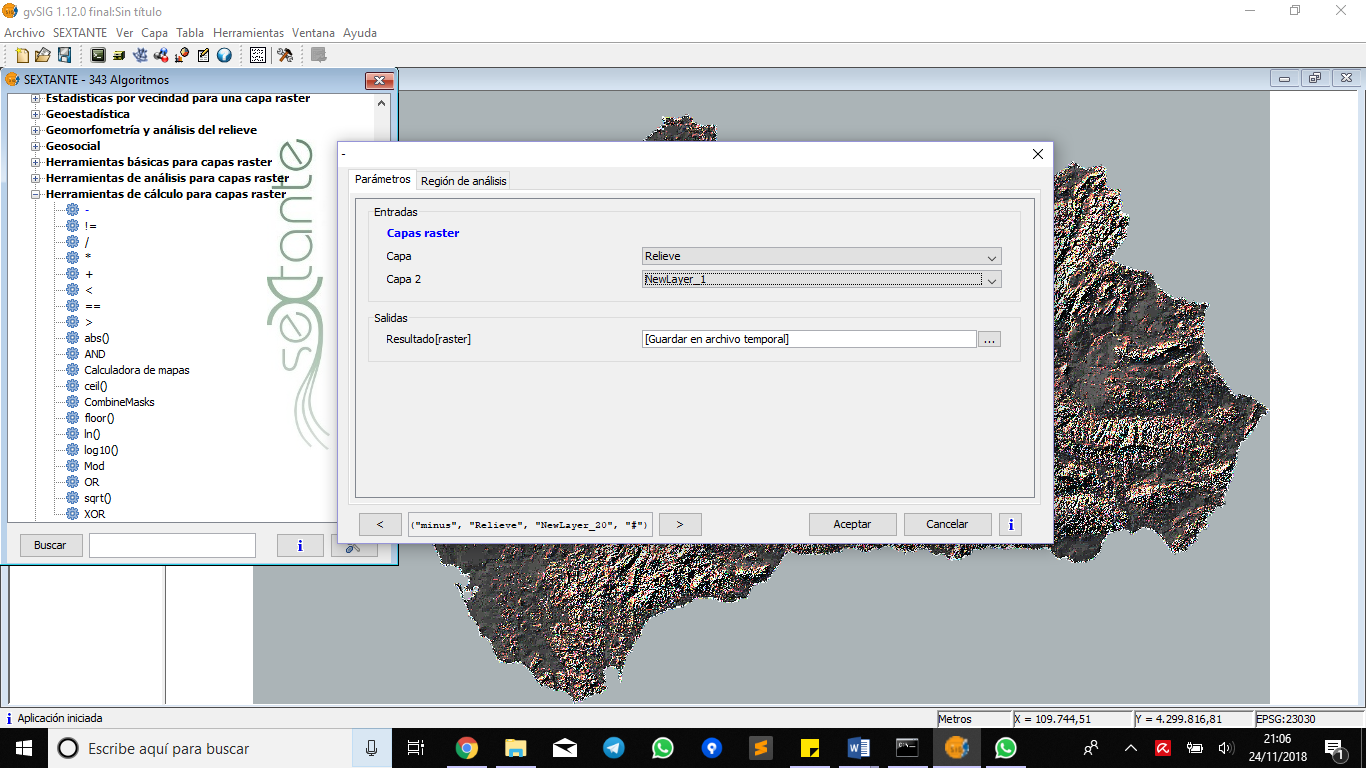 gvSIG 1.12.0 final:Sin título
Archivo SEXTANTE Ver Capa Tabla Herramientas Ventana Ayuda
SEXTANTE - 343 Algoritmos
Estadísticas por vecindad para una capa raster
Geoestadística
Geomorfometría y análisis del relieve
Geosocial
Herramientas básicas para capas raster
Herramientas de análisis para capas raster
Herramientas de cálculo para capas raster
-
!=
/
*
+
<
==
>
abs()
AND
Calculadora de mapas
ceil()
CombineMasks
floor()
ln()
log10()
Mod
OR
sqrt()
XOR
sextante
Buscar
i
-
Parámetros Región de análisis
Entradas
Capas raster
Capa Relieve
Capa 2 NewLayer_1
Salidas
Resultado[raster] [Guardar en archivo temporal] ...
< ("minus", "Relieve", "NewLayer_20", "#") > Aceptar Cancelar i
i Aplicación iniciada
Metros X = 109.744,51 Y = 4.299.816,81 EPSG:23030
Escribe aquí para buscar
21:06
24/11/2018
1